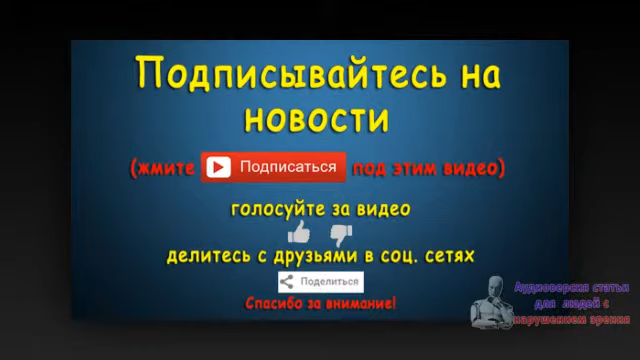 Подписывайтесь на
новости
(жмите Подписаться под этим видео)
голосуйте за видео
делитесь с друзьями в соц. сетях
Поделиться
Спасибо за внимание!
Аудиоверсия статьи
для людей с
нарушением зрения